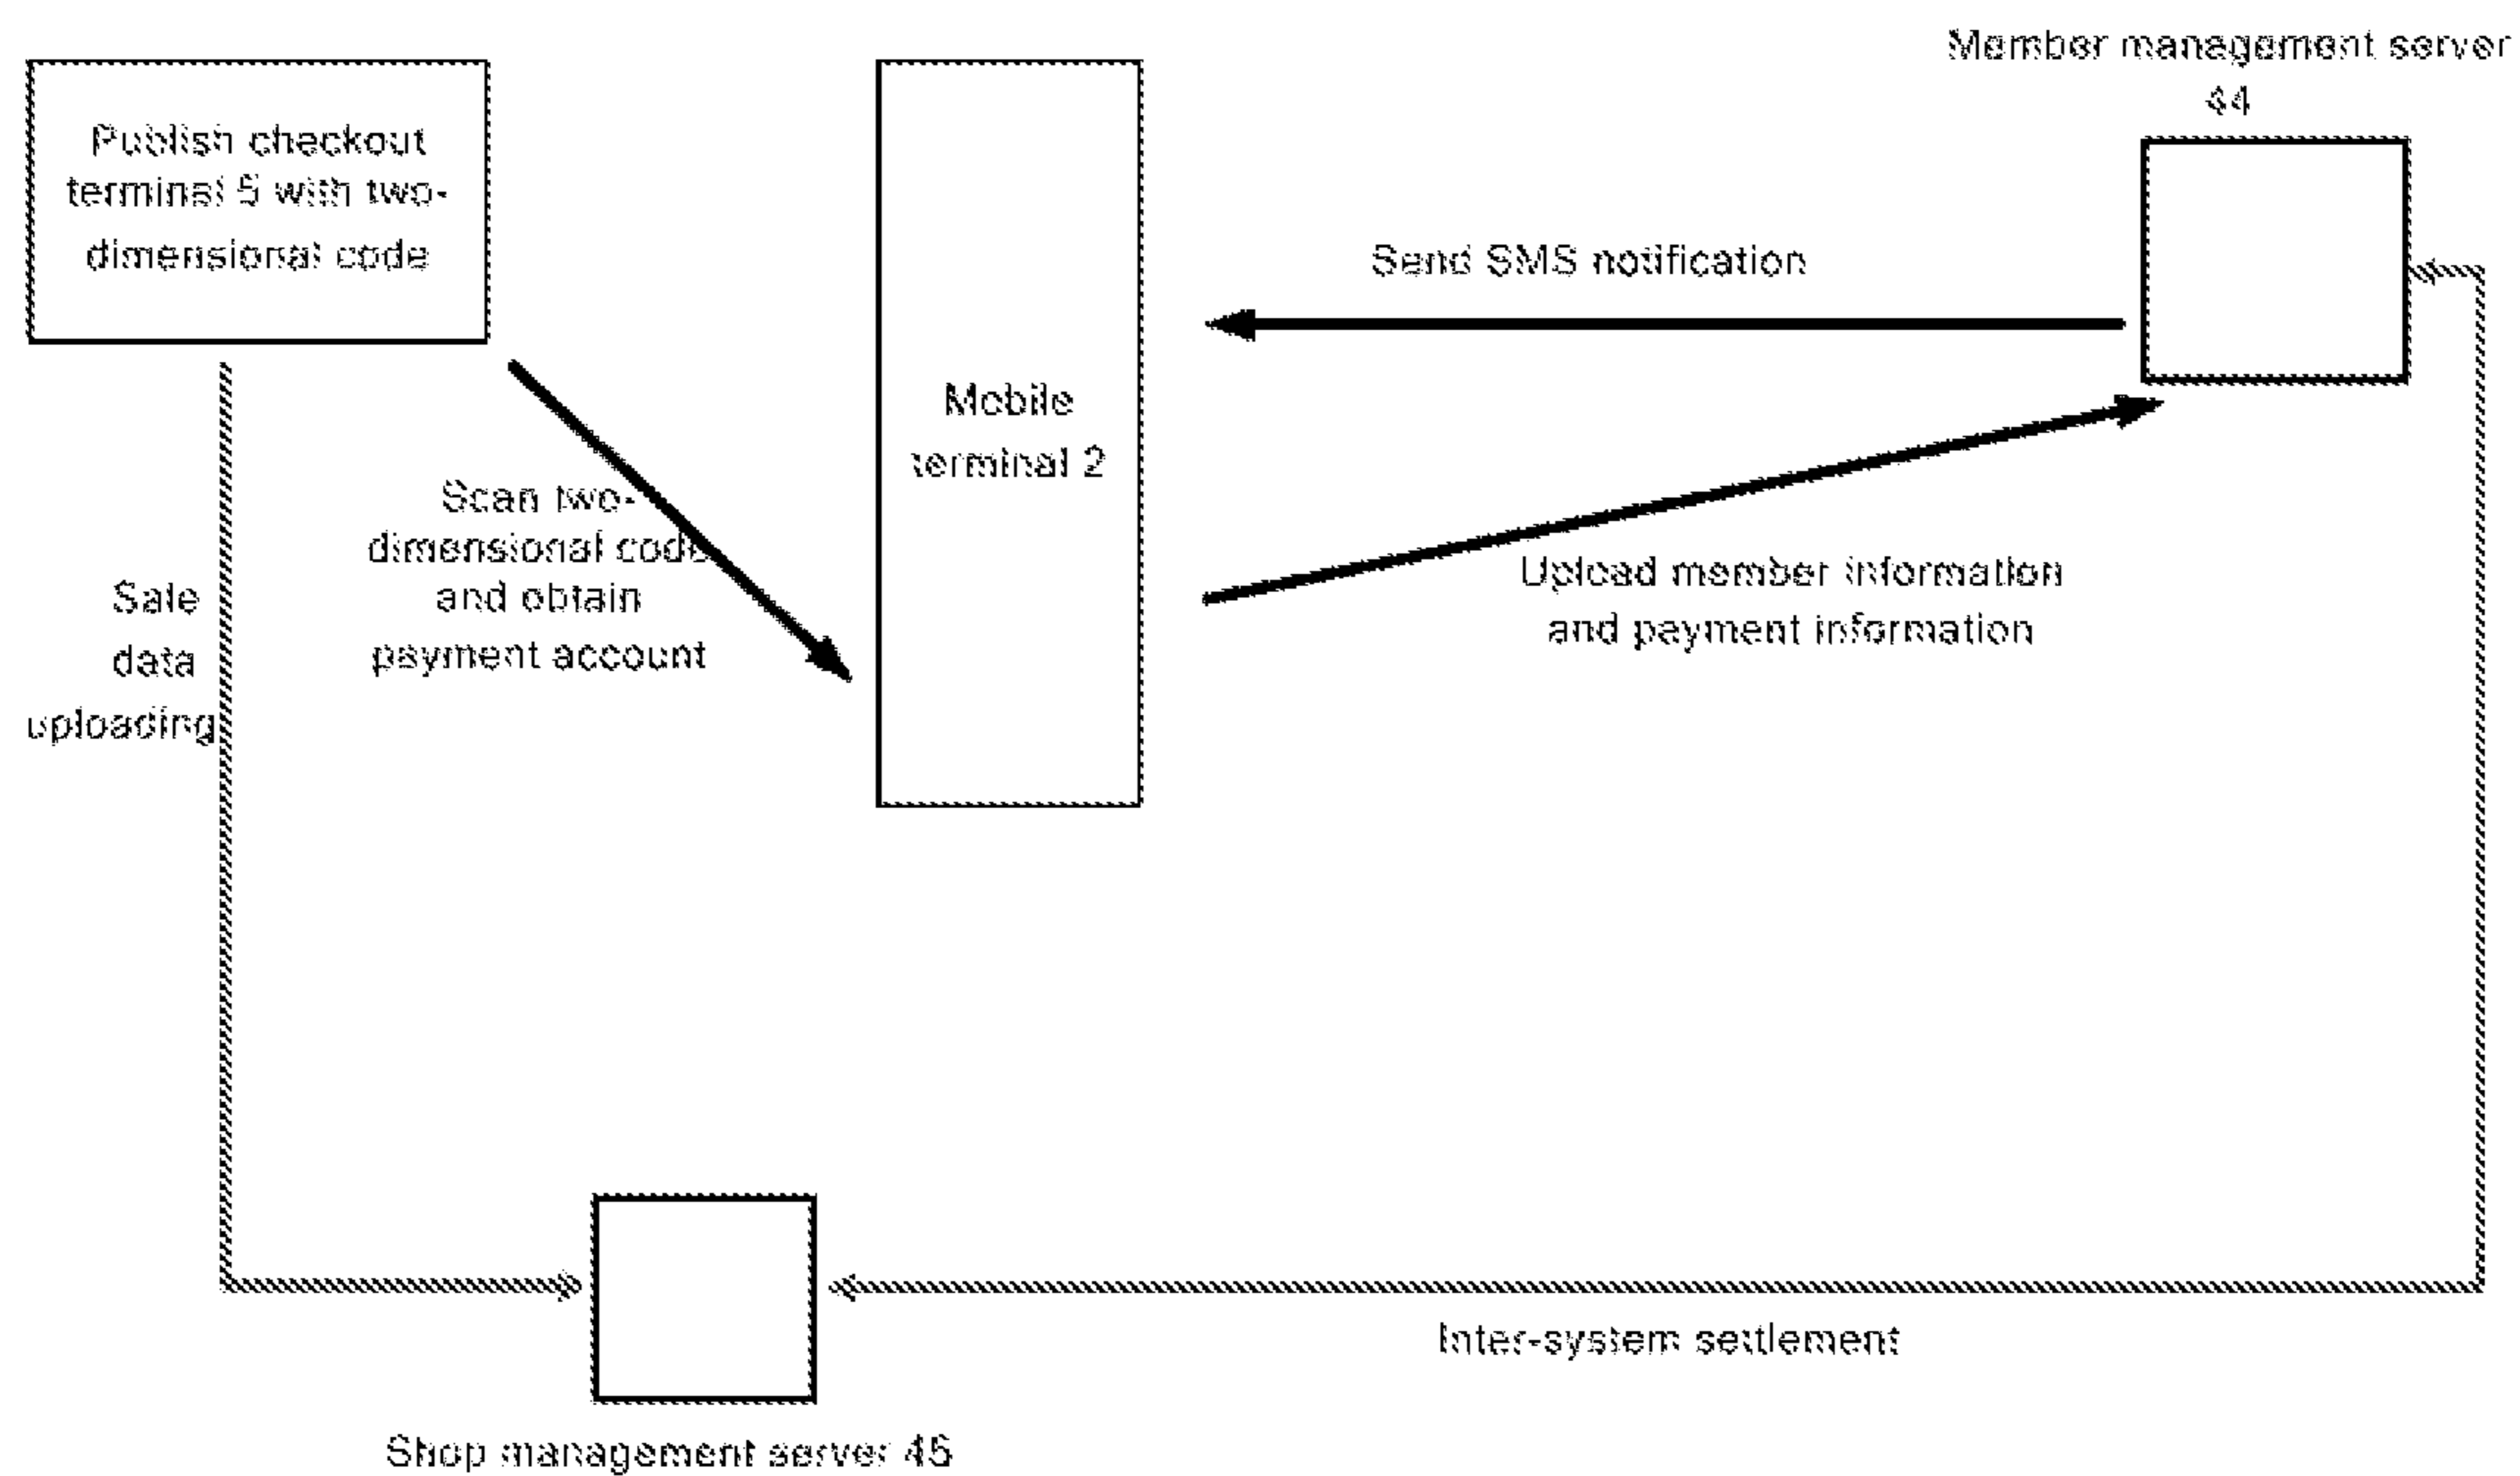 Member management server
44
Publish checkout
terminal 5 with two-
dimensional code
Send SMS notification
Mobile
terminal 2
Scan two-
dimensional code
and obtain
payment account
Upload member information
and payment information
Sale
data
uploading
Inter-system settlement
Shop management server 45